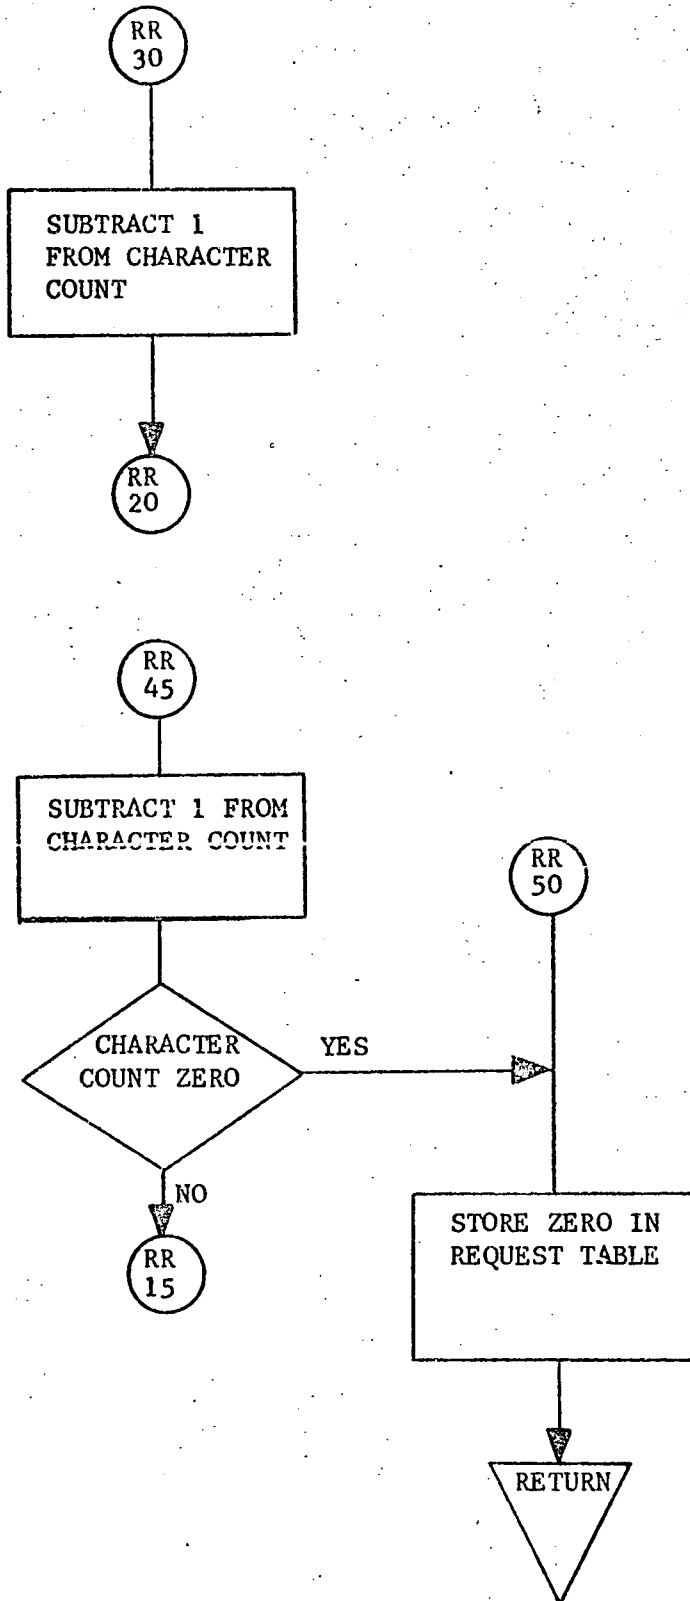 RR
30
SUBTRACT 1
FROM CHARACTER
COUNT
RR
20
RR
45
SUBTRACT 1 FROM
CHARACTER COUNT
RR
50
CHARACTER
COUNT ZERO
YES
NO
RR
15
STORE ZERO IN
REQUEST TABLE
RETURN